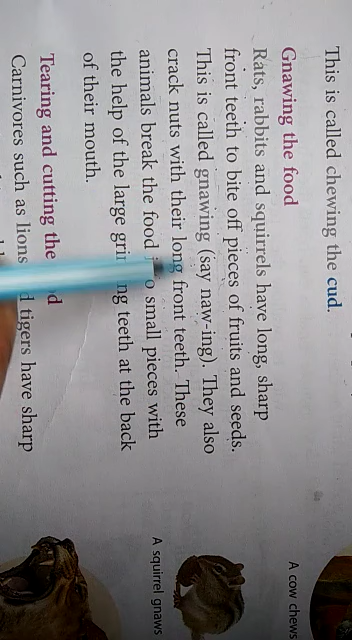 This is called chewing the cud.
Gnawing the food
Rats, rabbits and squirrels have long, sharp
front teeth to bite off pieces of fruits and seeds.
This is called gnawing (say naw-ing). They also
crack nuts with their long front teeth. These
animals break the food small pieces with
the help of the large teeth at the back
of their mouth.
Tearing and cutting the
Carnivores such as lions tigers have sharp
A cow chews
A squirrel gnaws